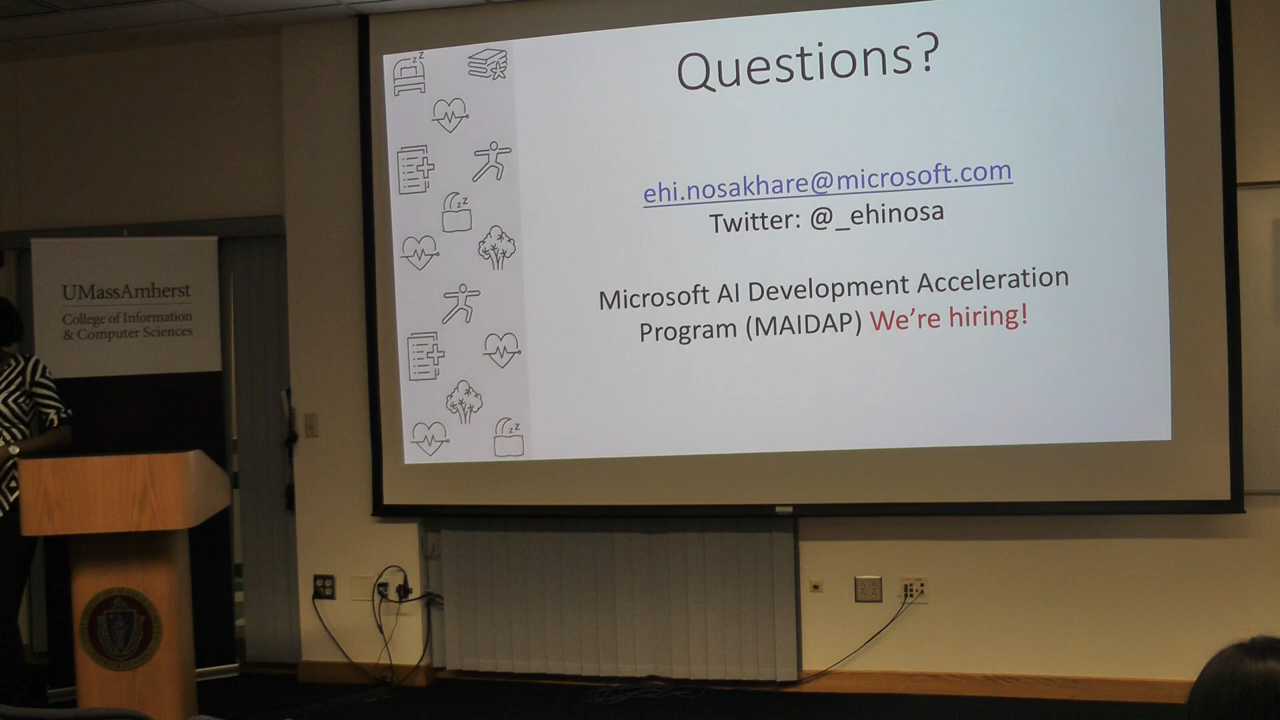 Questions?
ehi.nosakhare@microsoft.com
Twitter: @_ehinosa
Microsoft AI Development Acceleration
Program (MAIDAP) We're hiring!
UMassAmherst
College of Information
& Computer Sciences